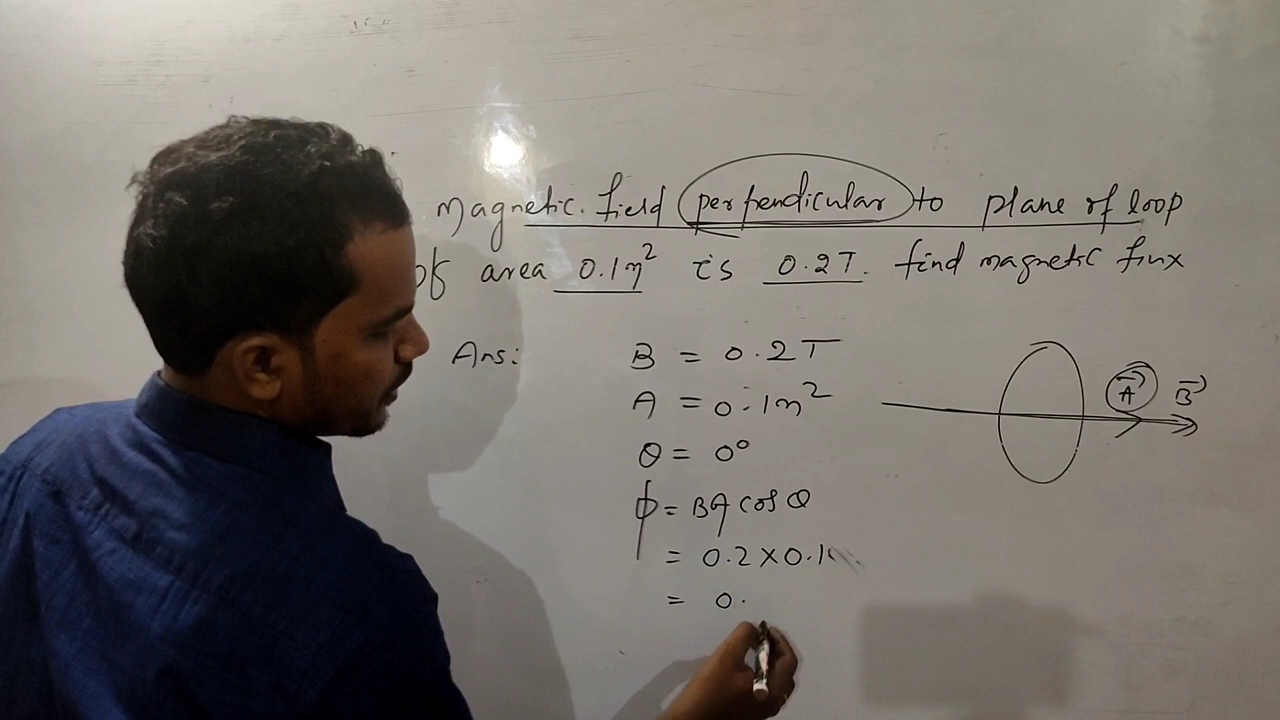 Magnetic field perpendicular to plane of loop
of area 0.1m² is 0.2T. find magnetic flux
Ans:
B = 0.2T
A = 0.1m²
θ = 0°
ϕ = BA cos θ
= 0.2 × 0.1
= 0.
A⃗ B⃗